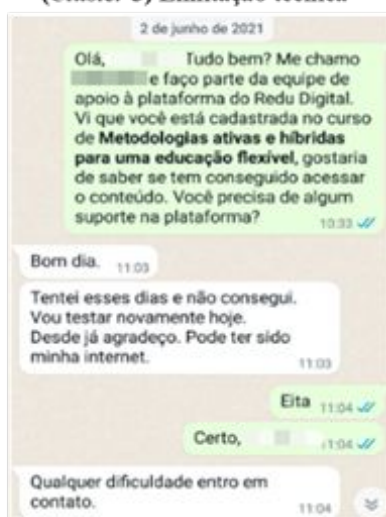 (Cluster 3) Limitação técnica
2 de junho de 2021
Olá, Tudo bem? Me chamo
e faço parte da equipe de
apoio à plataforma do Redu Digital.
Vi que você está cadastrada no curso
de Metodologias ativas e híbridas
para uma educação flexível, gostaria
de saber se tem conseguido acessar
o conteúdo. Você precisa de algum
suporte na plataforma?
10:33
Bom dia. 11:03
Tentei esses dias e não consegui.
Vou testar novamente hoje.
Desde já agradeço. Pode ter sido
minha internet.
11:03
Eita 11:04
Certo, 11:04
Qualquer dificuldade entro em
contato.
11:04